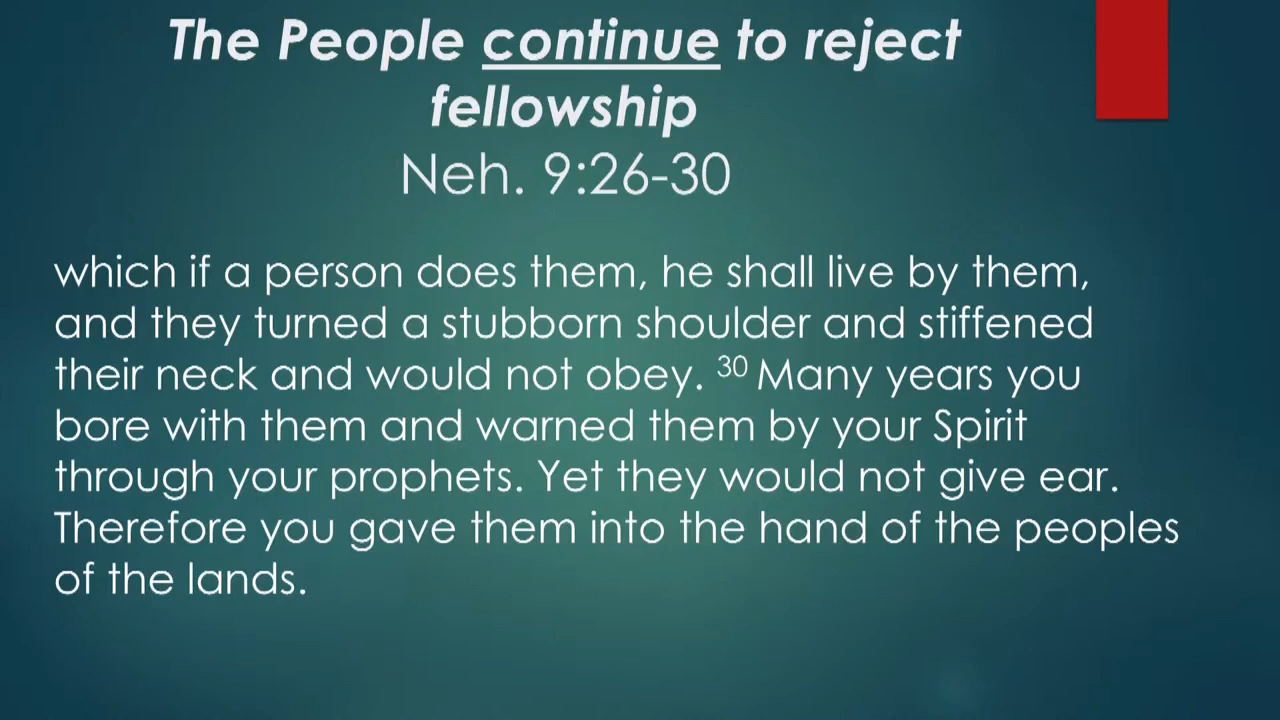 The People continue to reject
fellowship
Neh. 9:26-30
which if a person does them, he shall live by them,
and they turned a stubborn shoulder and stiffened
their neck and would not obey. 30 Many years you
bore with them and warned them by your Spirit
through your prophets. Yet they would not give ear.
Therefore you gave them into the hand of the peoples
of the lands.